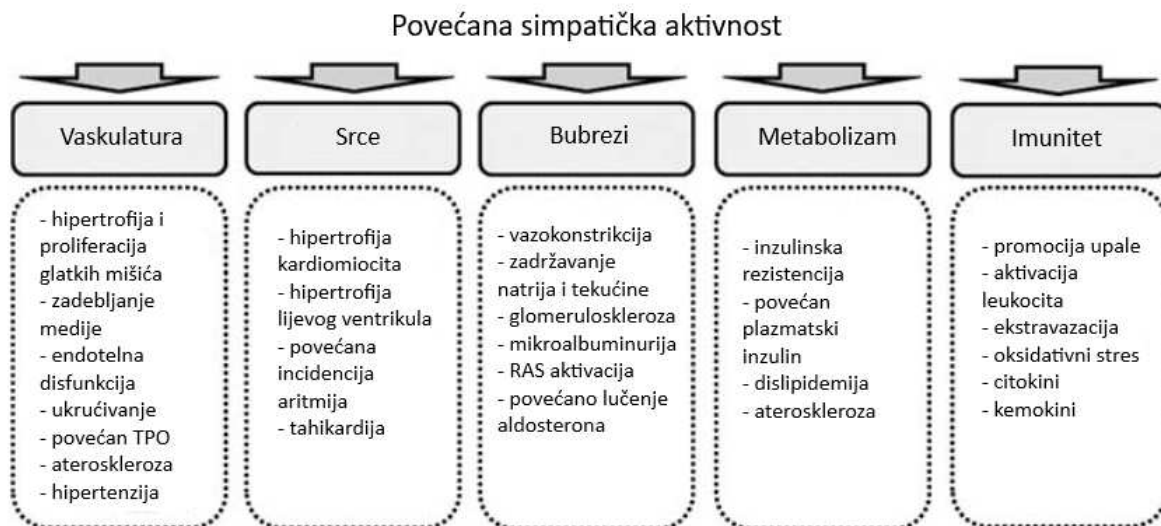 Povećana simpatička aktivnost
Vaskulatura
- hipertrofija i
proliferacija
glatkih mišića
- zadebljanje
medije
- endotelna
disfunkcija
- ukrućivanje
- povećan TPO
- ateroskleroza
- hipertenzija
Srce
- hipertrofija
kardiomiocita
- hipertrofija
lijevog ventrikula
- povećana
incidencija
aritmija
- tahikardija
Bubrezi
- vazokonstrikcija
- zadržavanje
natrija i tekućine
- glomeruloskleroza
- mikroalbuminurija
- RAS aktivacija
- povećano lučenje
aldosterona
Metabolizam
- inzulinska
rezistencija
- povećan
plazmatski
inzulin
- dislipidemija
- ateroskleroza
Imunitet
- promocija upale
- aktivacija
leukocita
- ekstravazacija
- oksidativni stres
- citokini
- kemokini